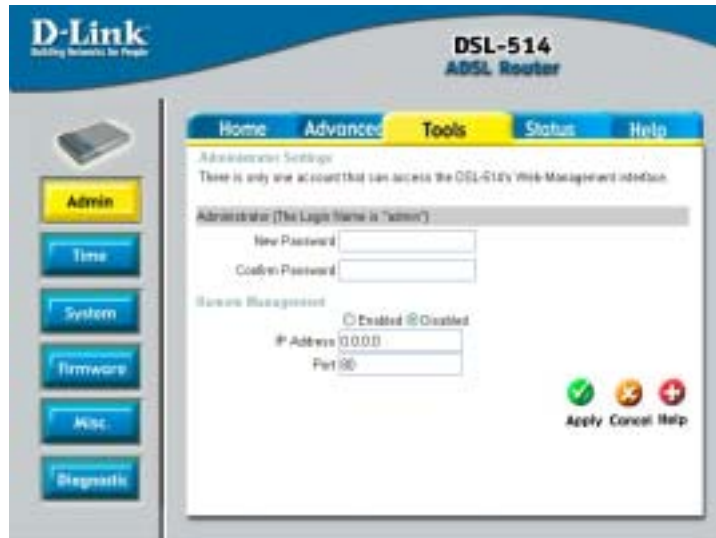 D-Link
Building Networks for People
DSL-514
ADSL Router
Home Advanced Tools Status Help
Admin
Time
System
Firmware
Misc.
Diagnostic
Administrator Settings
There is only one account that can access the DSL-514's Web-Management interface.
Administrator (The Login Name is "admin")
New Password
Confirm Password
Remote Management
Enabled Disabled
IP Address 0.0.0.0
Port 80
Apply Cancel Help